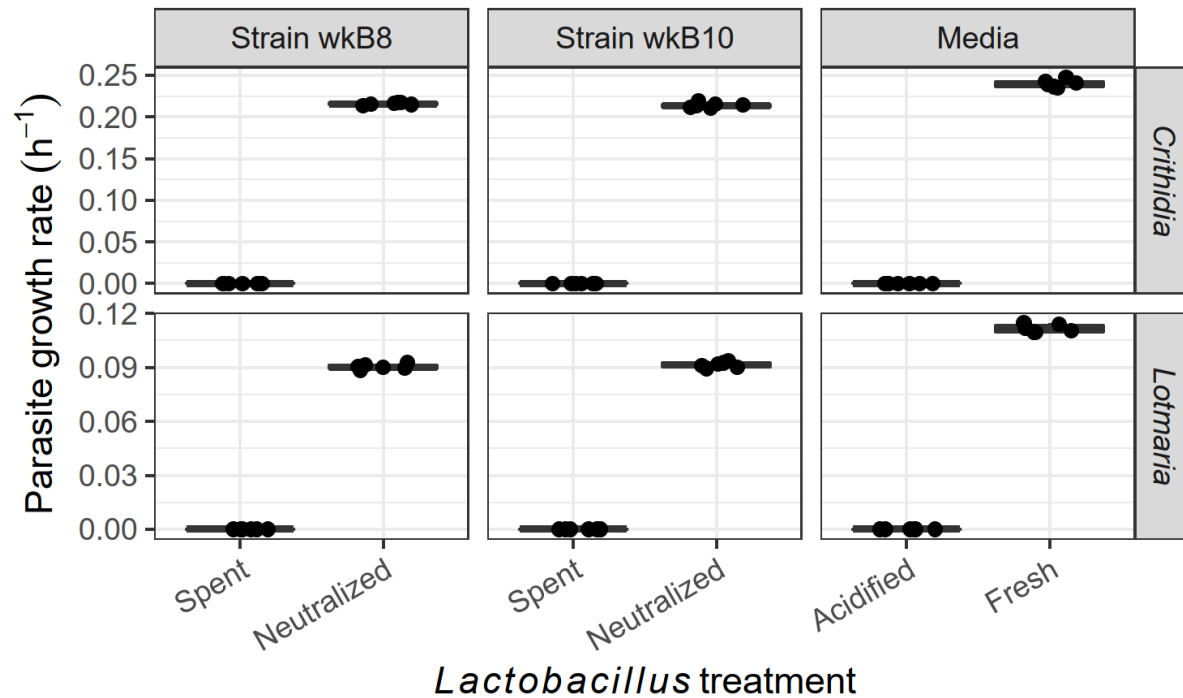 Strain wkB8 Strain wkB10 Media
0.25
0.20
0.15
0.10
0.05
0.00
Crithidia
0.12
0.09
0.06
0.03
0.00
Lotmaria
Parasite growth rate (h⁻¹)
Spent Neutralized Spent Neutralized Acidified Fresh
Lactobacillus treatment